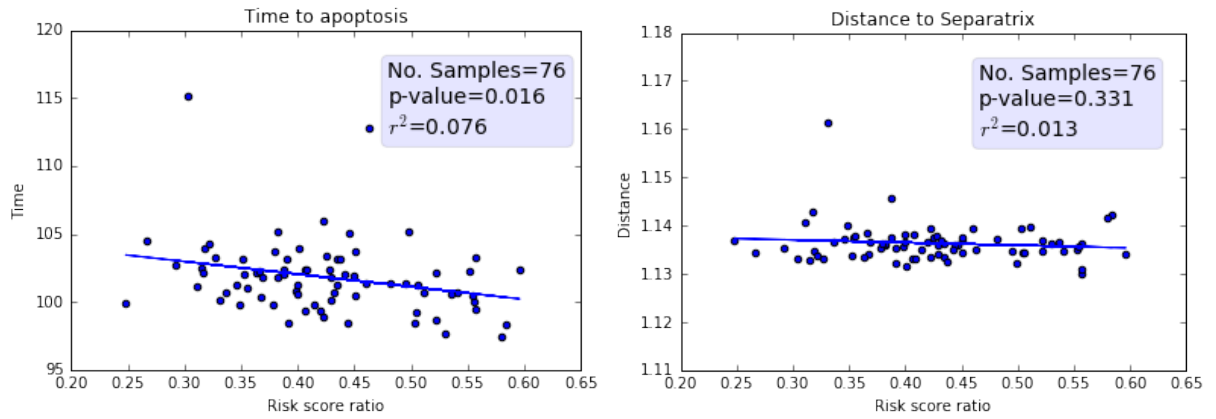 Time to apoptosis
120
115
110
105
100
95
Time
No. Samples=76
p-value=0.016
r²=0.076
0.20 0.25 0.30 0.35 0.40 0.45 0.50 0.55 0.60 0.65
Risk score ratio
Distance to Separatrix
1.18
1.17
1.16
1.15
1.14
1.13
1.12
1.11
Distance
No. Samples=76
p-value=0.331
r²=0.013
0.20 0.25 0.30 0.35 0.40 0.45 0.50 0.55 0.60 0.65
Risk score ratio